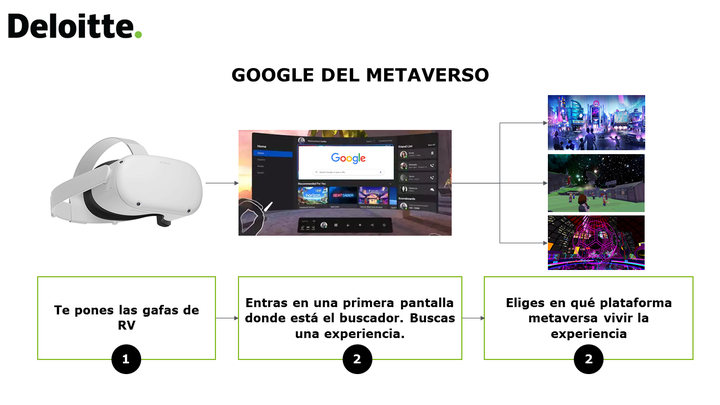 Deloitte.
GOOGLE DEL METAVERSO
Google
Te pones las gafas de
RV
1
Entras en una primera pantalla
donde está el buscador. Buscas
una experiencia.
2
Eliges en qué plataforma
metaversa vivir la
experiencia
2